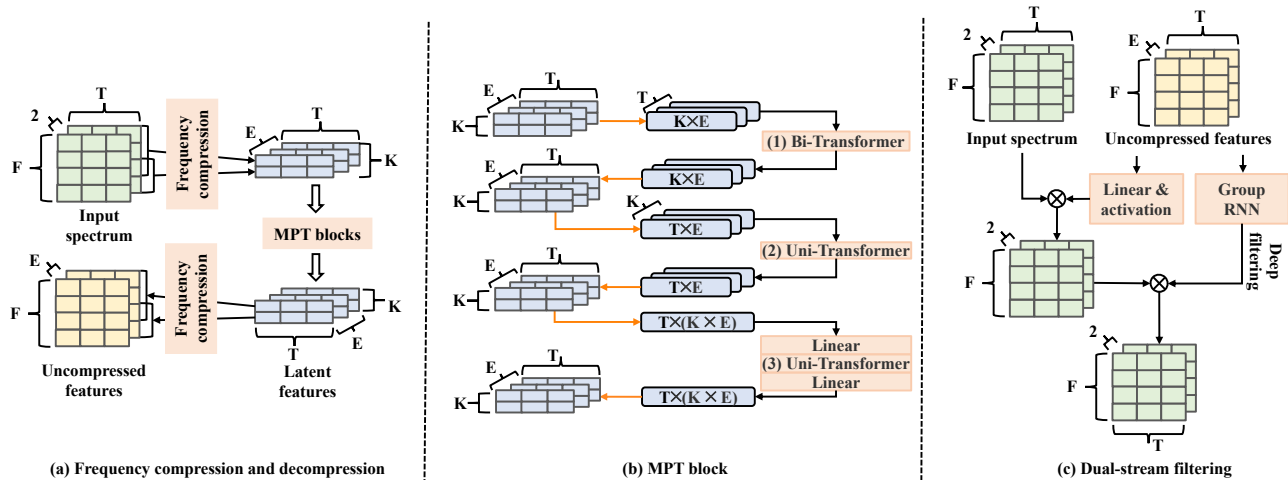 T
2
F
Input
spectrum
Frequency
compression
T
E
K
MPT blocks
E
F
Uncompressed
features
Frequency
compression
K
E
T
Latent
features
(a) Frequency compression and decompression
T
E
K
T
K×E
(1) Bi-Transformer
T
E
K
K×E
K
T×E
(2) Uni-Transformer
T
E
K
T×E
T×(K × E)
Linear
(3) Uni-Transformer
Linear
T
E
K
T×(K × E)
(b) MPT block
T
2
F
Input spectrum
T
E
F
Uncompressed features
Linear &
activation
Group
RNN
Deep
filtering
2
F
2
F
T
(c) Dual-stream filtering